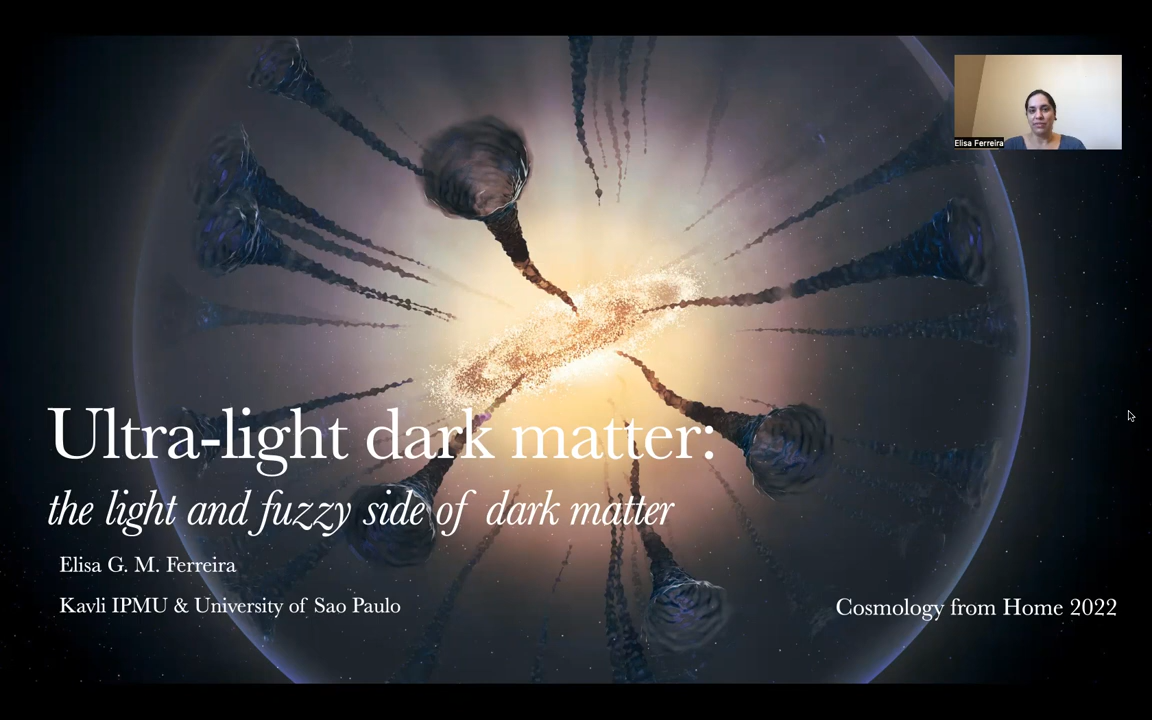 Elisa Ferreira
Ultra-light dark matter:
the light and fuzzy side of dark matter
Elisa G. M. Ferreira
Kavli IPMU & University of Sao Paulo
Cosmology from Home 2022